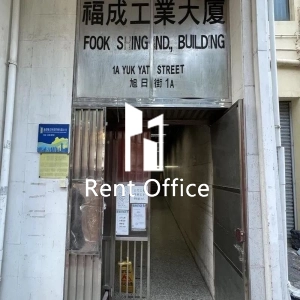 福成工業大廈
FOOK SHING IND, BUILDING
1A YUK YAT STREET
旭日街1A
Rent Office